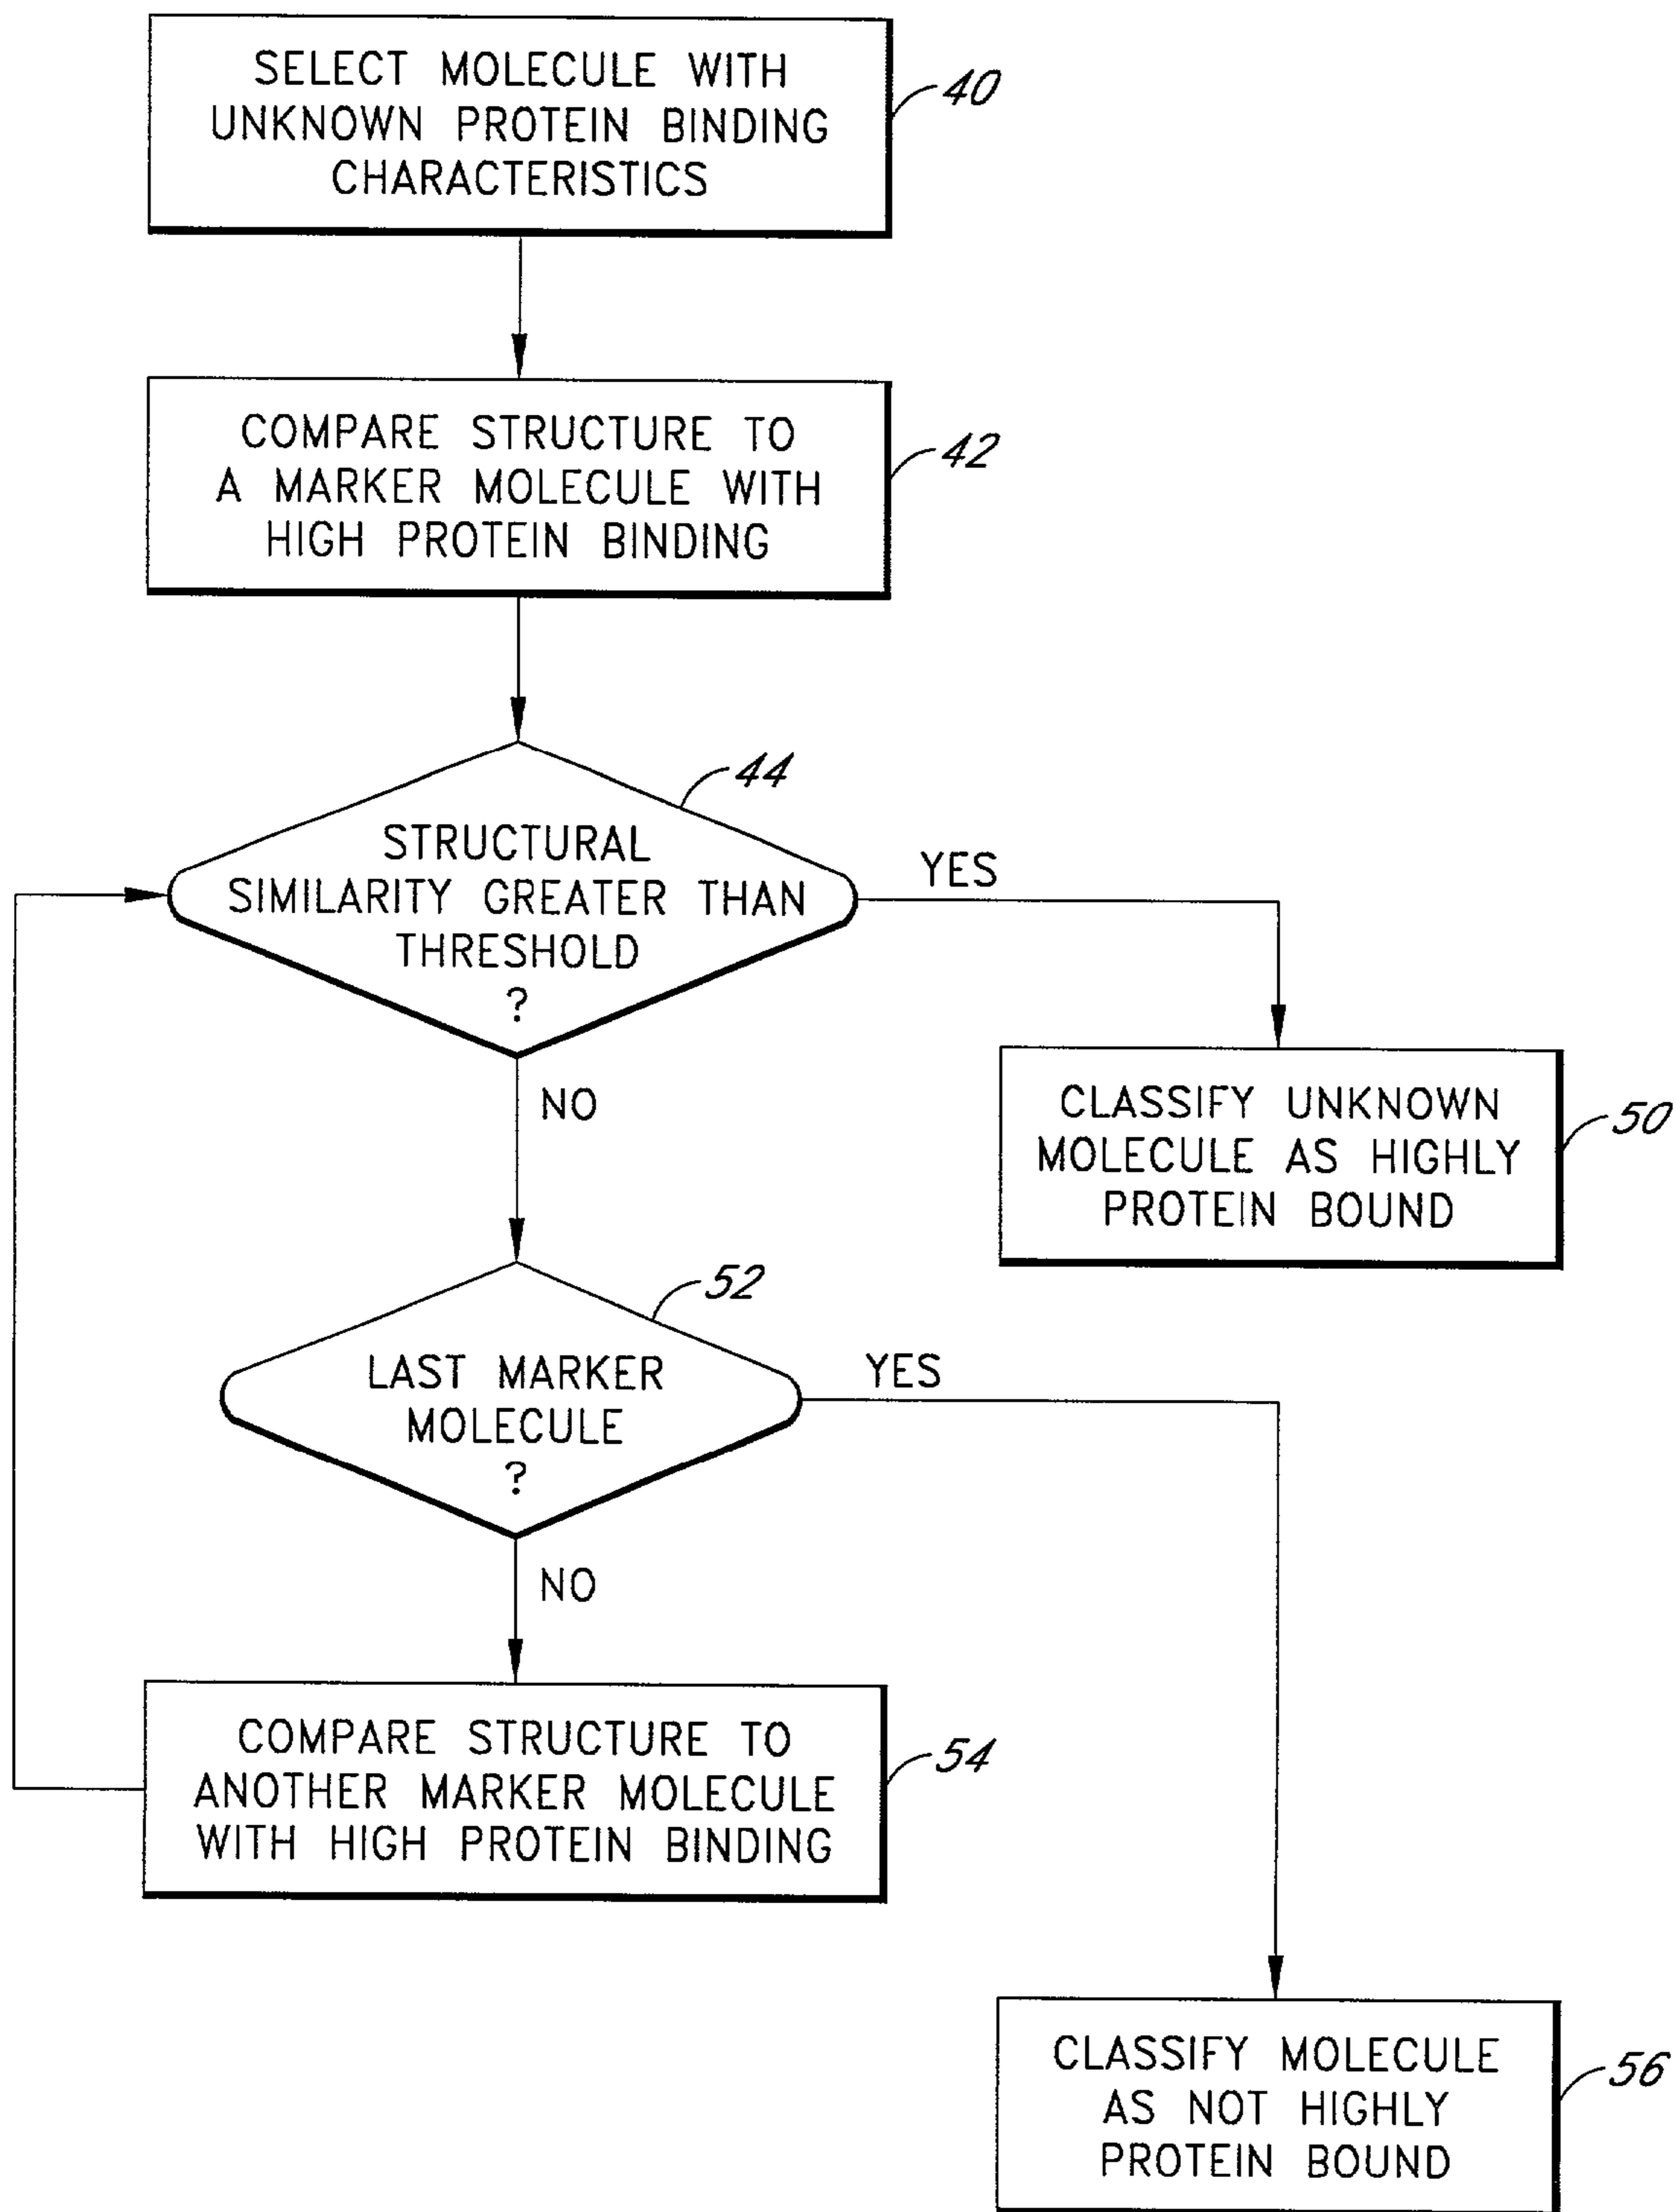 SELECT MOLECULE WITH
UNKNOWN PROTEIN BINDING
CHARACTERISTICS
40
COMPARE STRUCTURE TO
A MARKER MOLECULE WITH
HIGH PROTEIN BINDING
42
44
STRUCTURAL
SIMILARITY GREATER THAN
THRESHOLD
?
YES
NO
CLASSIFY UNKNOWN
MOLECULE AS HIGHLY
PROTEIN BOUND
50
52
LAST MARKER
MOLECULE
?
YES
NO
COMPARE STRUCTURE TO
ANOTHER MARKER MOLECULE
WITH HIGH PROTEIN BINDING
54
CLASSIFY MOLECULE
AS NOT HIGHLY
PROTEIN BOUND
56